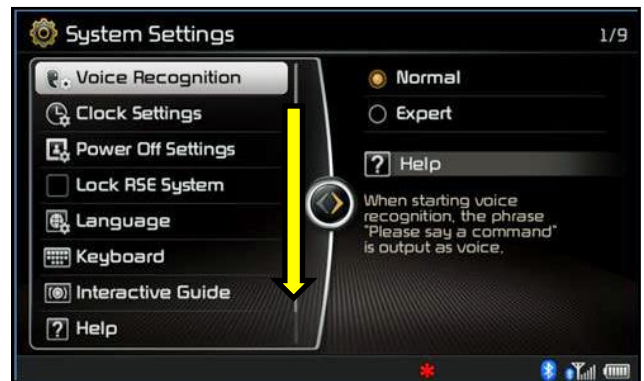 System Settings
1/9
Voice Recognition
Clock Settings
Power Off Settings
Lock RSE System
Language
Keyboard
Interactive Guide
? Help
Normal
Expert
? Help
When starting voice
recognition, the phrase
"Please say a command"
is output as voice.